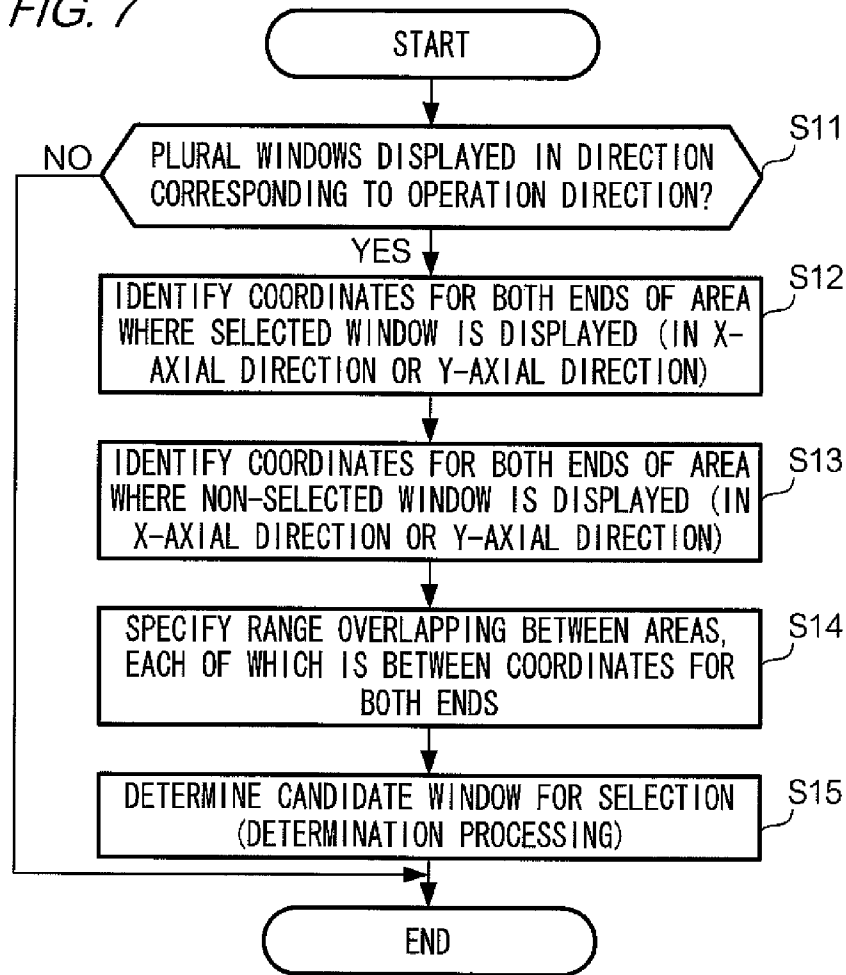 FIG. 7
START
PLURAL WINDOWS DISPLAYED IN DIRECTION
CORRESPONDING TO OPERATION DIRECTION?
S11
NO
YES
IDENTIFY COORDINATES FOR BOTH ENDS OF AREA
WHERE SELECTED WINDOW IS DISPLAYED (IN X-
AXIAL DIRECTION OR Y-AXIAL DIRECTION)
S12
IDENTIFY COORDINATES FOR BOTH ENDS OF AREA
WHERE NON-SELECTED WINDOW IS DISPLAYED (IN
X-AXIAL DIRECTION OR Y-AXIAL DIRECTION)
S13
SPECIFY RANGE OVERLAPPING BETWEEN AREAS,
EACH OF WHICH IS BETWEEN COORDINATES FOR
BOTH ENDS
S14
DETERMINE CANDIDATE WINDOW FOR SELECTION
(DETERMINATION PROCESSING)
S15
END